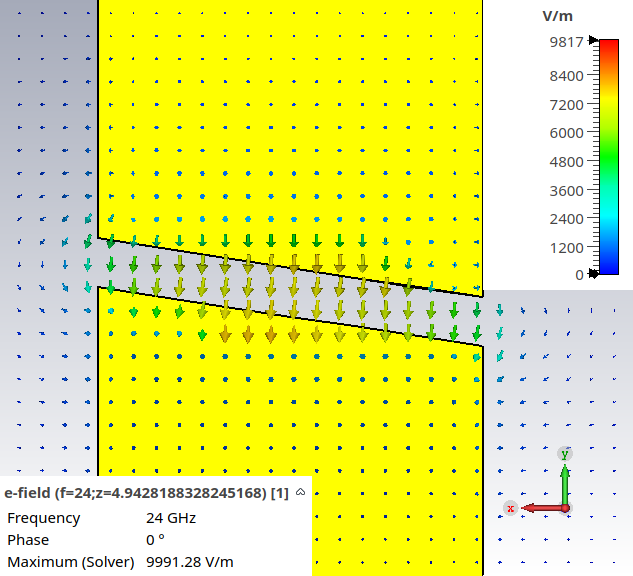 V/m
9817
8400
7200
6000
4800
3600
2400
1200
0
y
x
e-field (f=24;z=4.9428188328245168) [1]
Frequency 24 GHz
Phase 0 °
Maximum (Solver) 9991.28 V/m